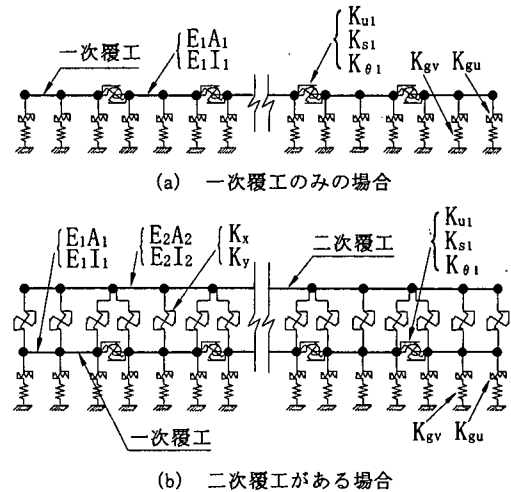 一次覆工
E1A1
E1I1
Ku1
Ks1
Kθ1
Kgv Kgu
(a) 一次覆工のみの場合
E1A1
E1I1
E2A2
E2I2
Kx
Ky
二次覆工
Ku1
Ks1
Kθ1
一次覆工
Kgv Kgu
(b) 二次覆工がある場合